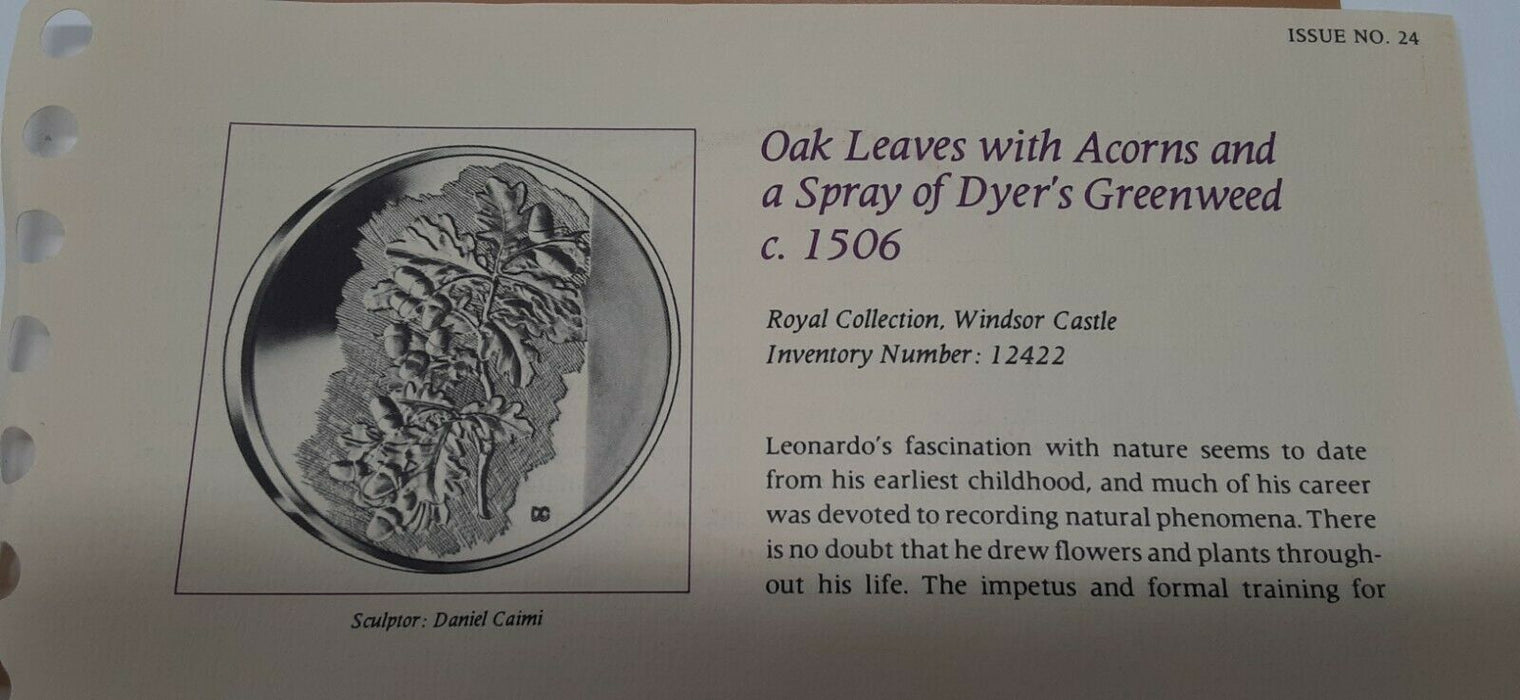 ISSUE NO. 24
Oak Leaves with Acorns and
a Spray of Dyer's Greenweed
c. 1506
Royal Collection, Windsor Castle
Inventory Number: 12422
Leonardo's fascination with nature seems to date
from his earliest childhood, and much of his career
was devoted to recording natural phenomena. There
is no doubt that he drew flowers and plants through-
out his life. The impetus and formal training for
DC
Sculptor: Daniel Caimi